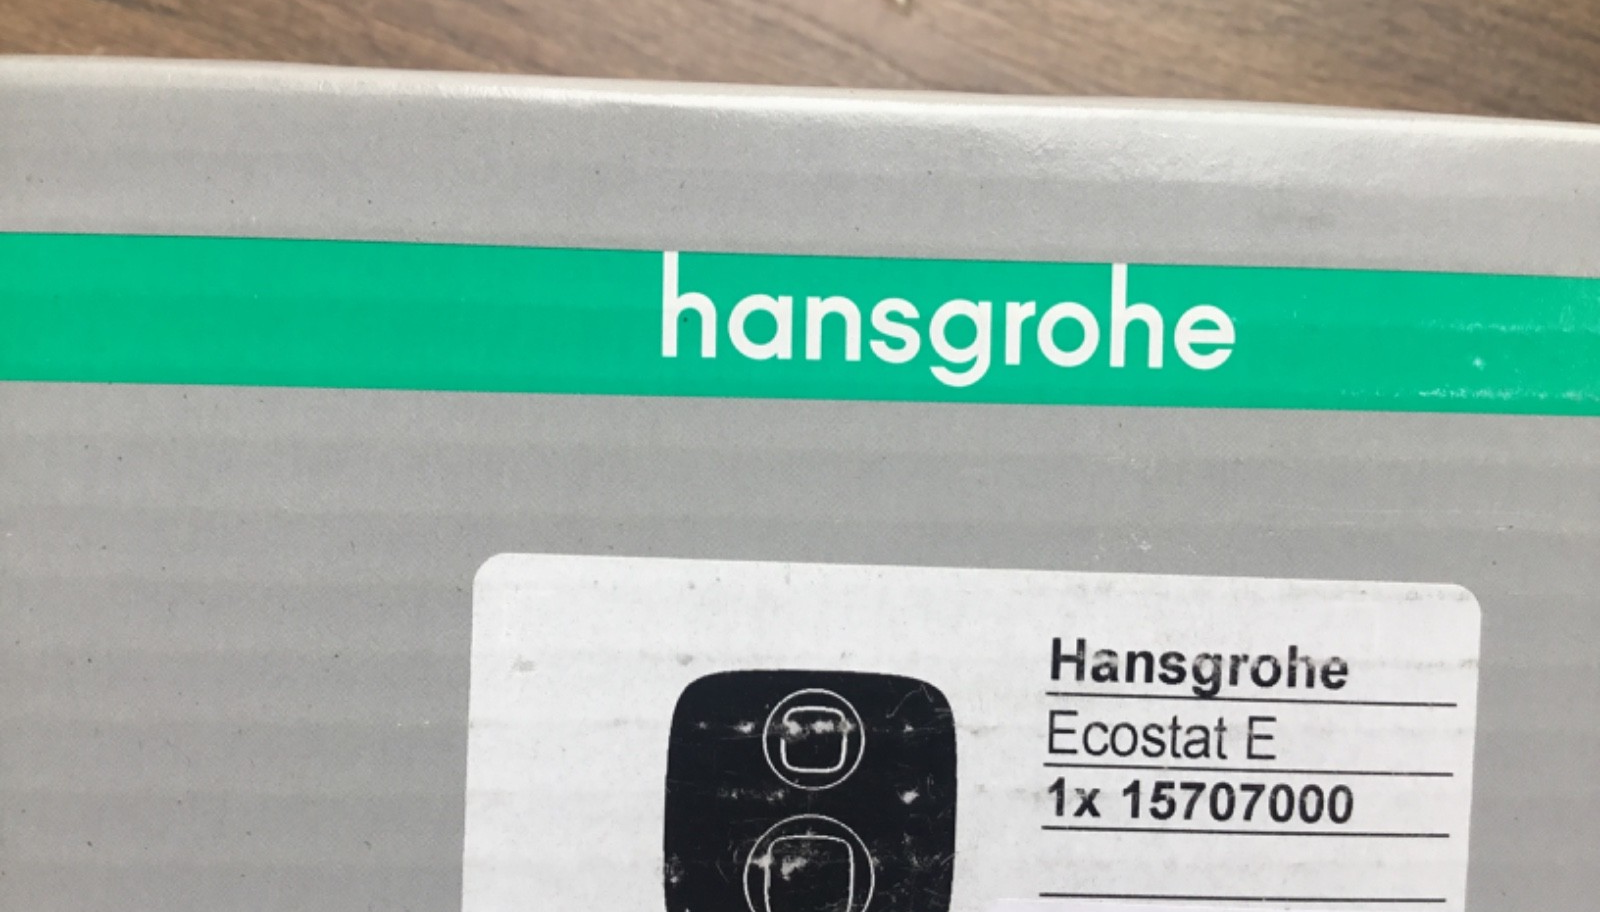 hansgrohe
Hansgrohe
Ecostat E
1x 15707000